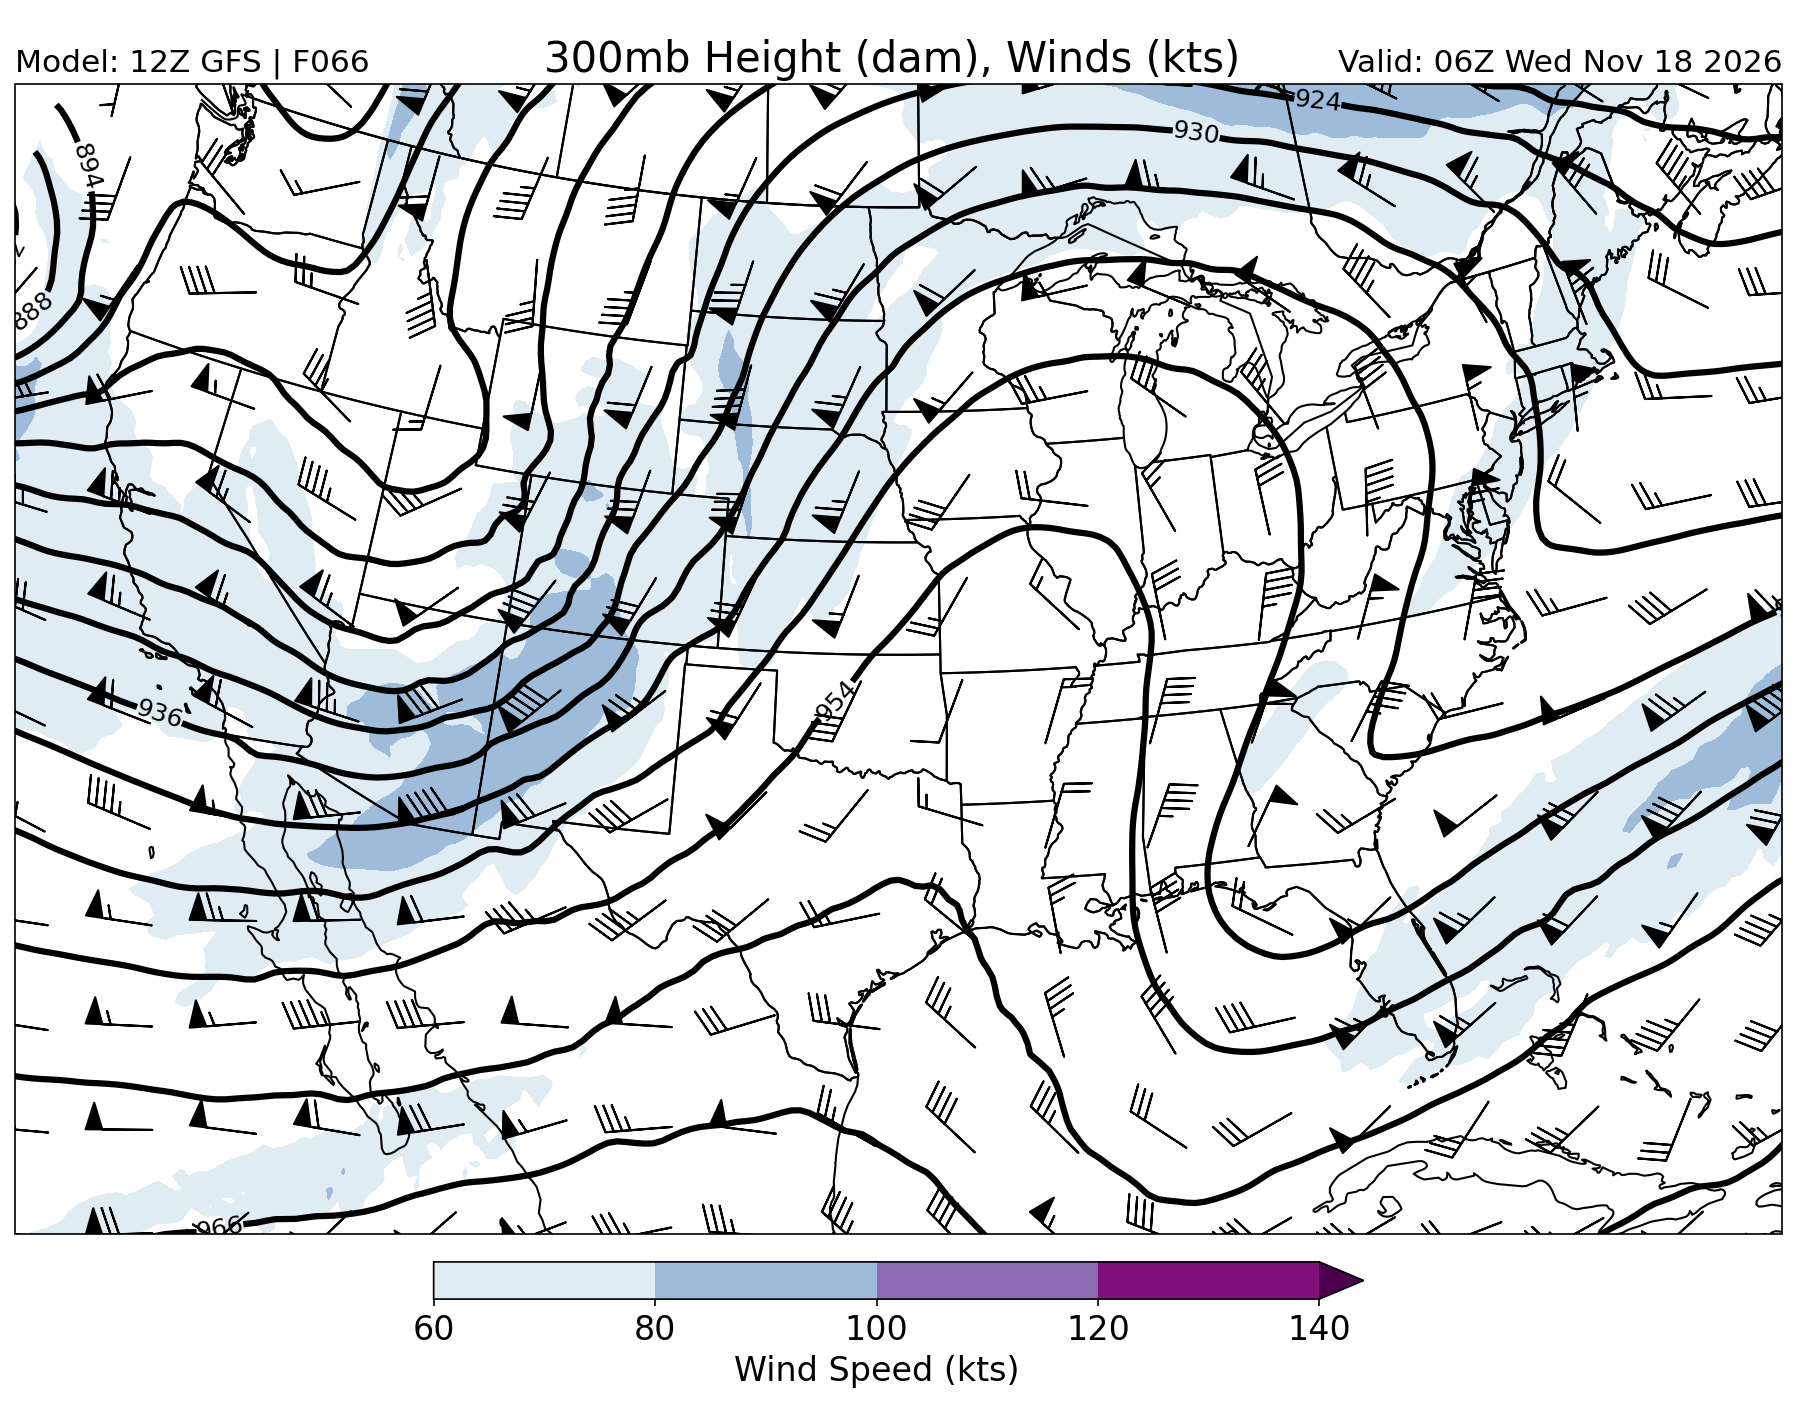 Model: 12Z GFS | F066
300mb Height (dam), Winds (kts)
Valid: 06Z Wed Nov 18 2026
924
930
894
888
936
954
966
60 80 100 120 140
Wind Speed (kts)